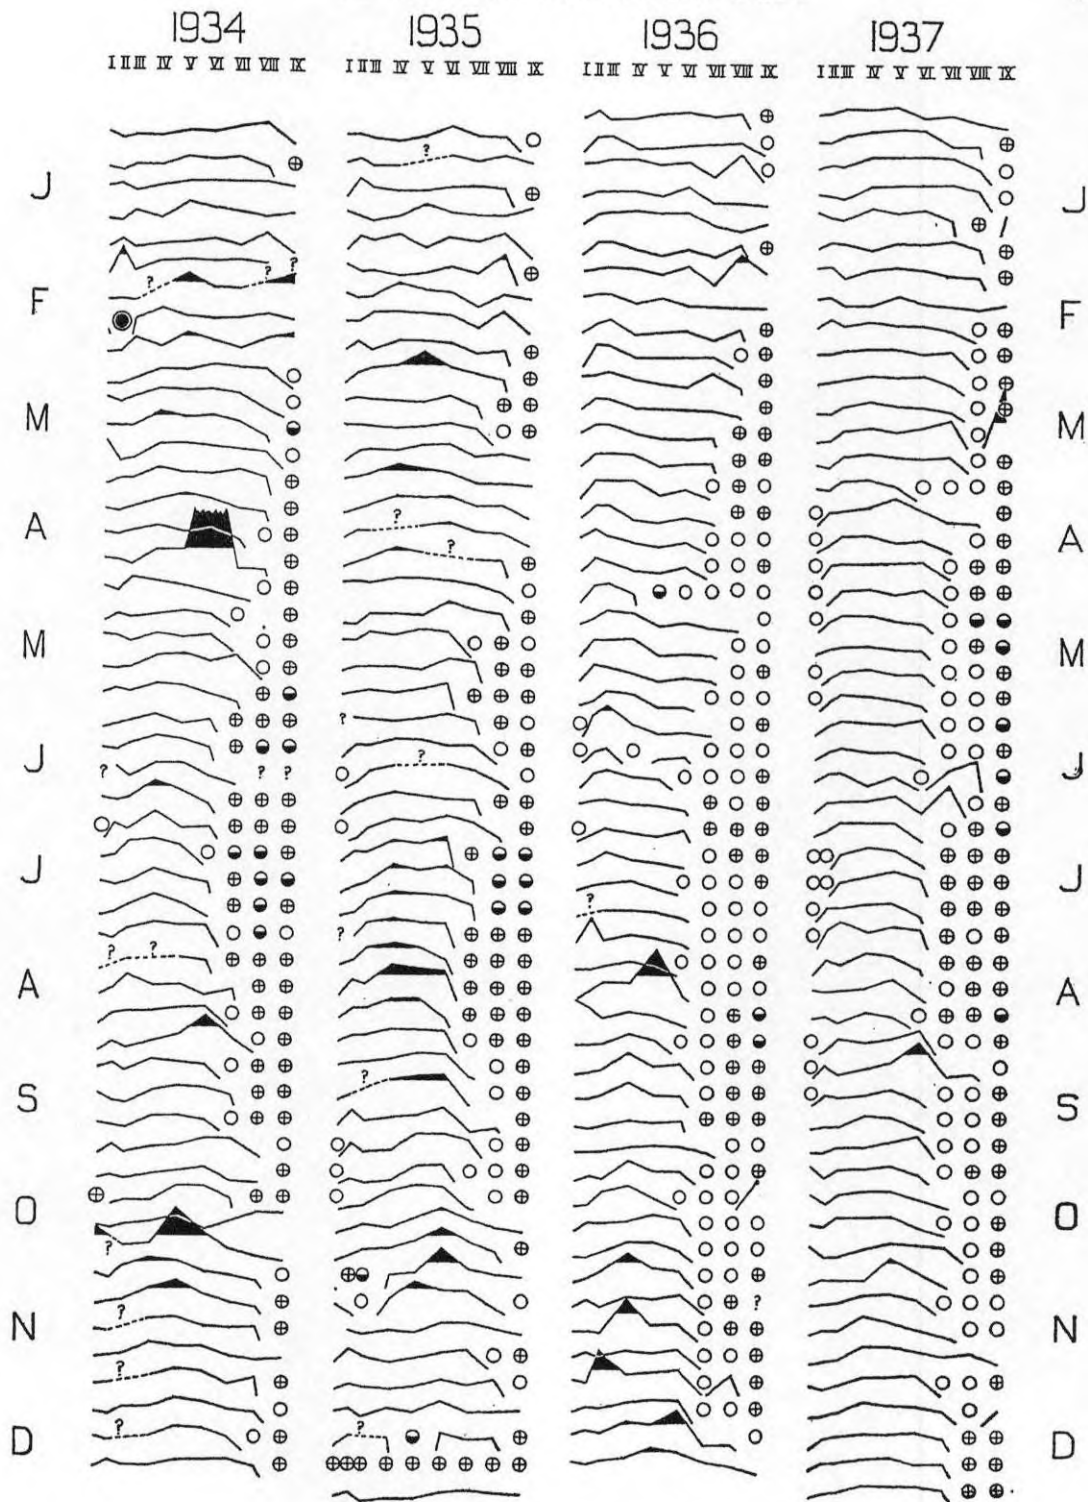 1934 1935 1936 1937
I II III IV V VI VII VIII IX I II III IV V VI VII VIII IX I II III IV V VI VII VIII IX I II III IV V VI VII VIII IX
?
J J
? ? ?
F F
M M
?
A A
?
M M
?
J ? J
? ? ?
J J
?
?
? ?
A A
?
S S
O O
?
?
?
N N
?
? ?
D D